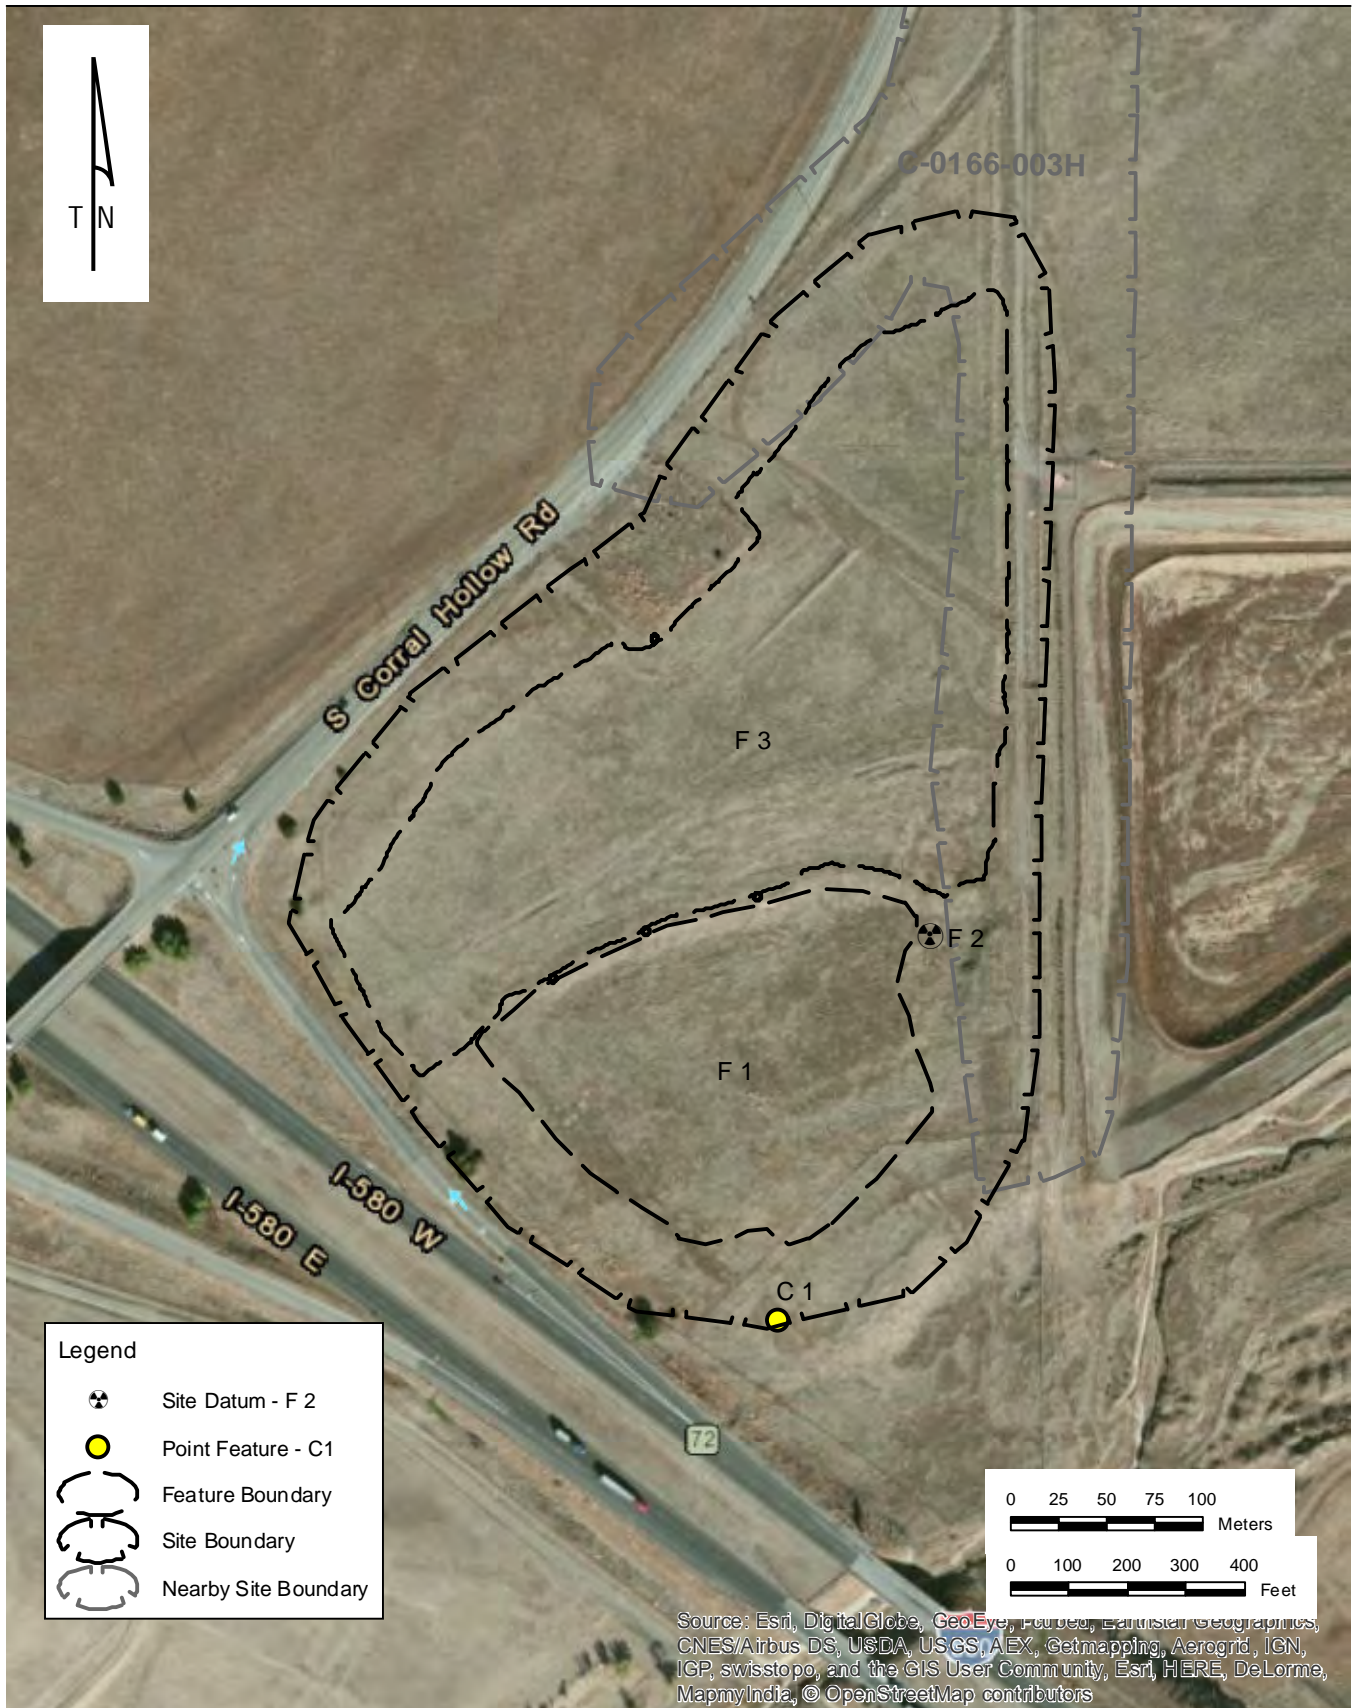 T N
C-0166-003H
S Corral Hollow Rd
F 3
F 2
F 1
C 1
I-580 W
I-580 E
72
Legend
Site Datum - F 2
Point Feature - C1
Feature Boundary
Site Boundary
Nearby Site Boundary
0 25 50 75 100
Meters
0 100 200 300 400
Feet
Source: Esri, DigitalGlobe, GeoEye, i-cubed, Earthstar Geographics,
CNES/Airbus DS, USDA, USGS, AEX, Getmapping, Aerogrid, IGN,
IGP, swisstopo, and the GIS User Community, Esri, HERE, DeLorme,
MapmyIndia, © OpenStreetMap contributors